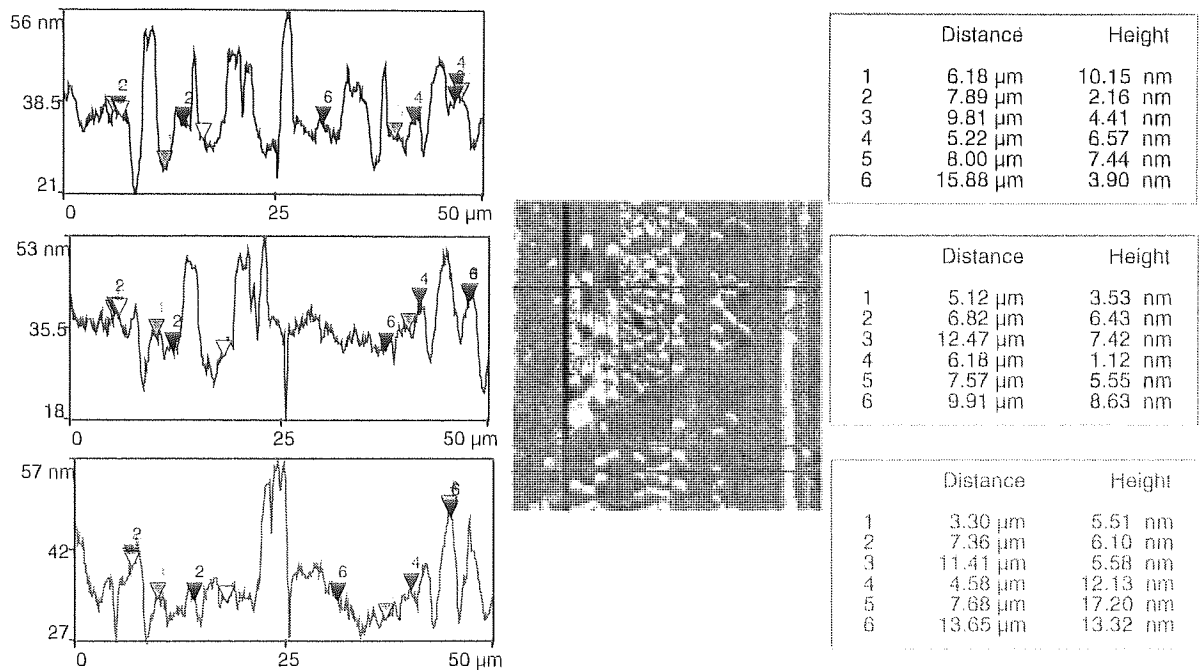 56 nm
38.5
21
0 25 50 µm
2 2 6 4
Distance Height
1 6.18 µm 10.15 nm
2 7.89 µm 2.16 nm
3 9.81 µm 4.41 nm
4 5.22 µm 6.57 nm
5 8.00 µm 7.44 nm
6 15.88 µm 3.90 nm
53 nm
35.5
18
0 25 50 µm
2 1 2 6 4 6
Distance Height
1 5.12 µm 3.53 nm
2 6.82 µm 6.43 nm
3 12.47 µm 7.42 nm
4 6.18 µm 1.12 nm
5 7.57 µm 5.55 nm
6 9.91 µm 8.63 nm
57 nm
42
27
0 25 50 µm
2 2 6 4 6
Distance Height
1 3.30 µm 5.51 nm
2 7.36 µm 6.10 nm
3 11.41 µm 5.58 nm
4 4.58 µm 12.13 nm
5 7.68 µm 17.20 nm
6 13.65 µm 13.32 nm